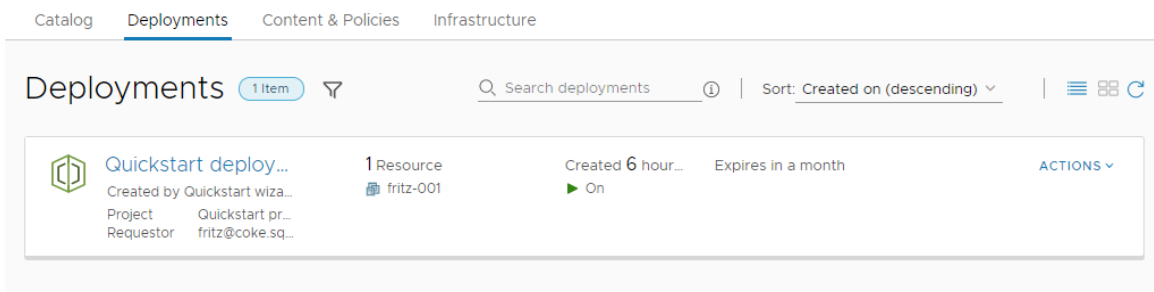 Catalog Deployments Content & Policies Infrastructure
Deployments 1 Item Search deployments Sort: Created on (descending)
Quickstart deploy... 1 Resource Created 6 hour... Expires in a month ACTIONS
Created by Quickstart wiza... fritz-001 On
Project Quickstart pr...
Requestor fritz@coke.sq...